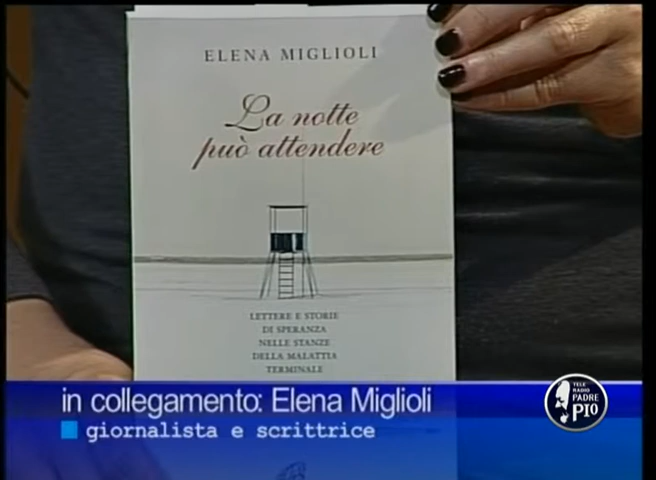 ELENA MIGLIOLI
La notte
può attendere
LETTERE E STORIE
DI SPERANZA
NELLE STANZE
DELLA MALATTIA
TERMINALE
in collegamento: Elena Miglioli
giornalista e scrittrice
TELE
RADIO
PADRE
PIO